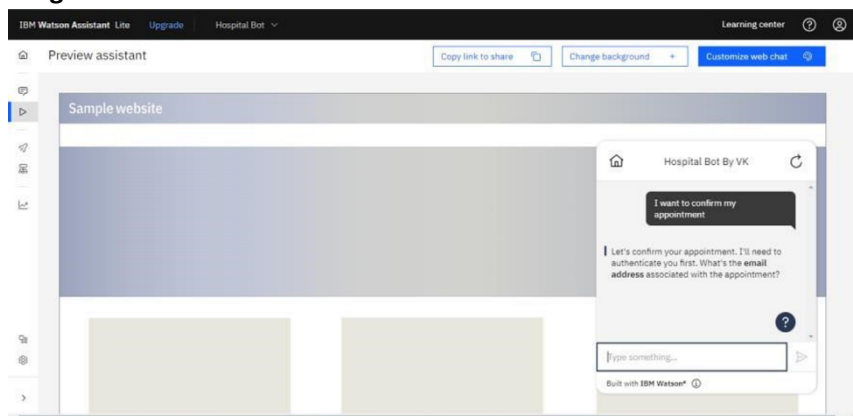 IBM Watson Assistant Lite Upgrade Hospital Bot Learning center
Preview assistant Copy link to share Change background + Customize web chat
Sample website
Hospital Bot By VK
I want to confirm my
appointment
Let's confirm your appointment. I'll need to
authenticate you first. What's the email
address associated with the appointment?
?
Type something...
Built with IBM Watson®